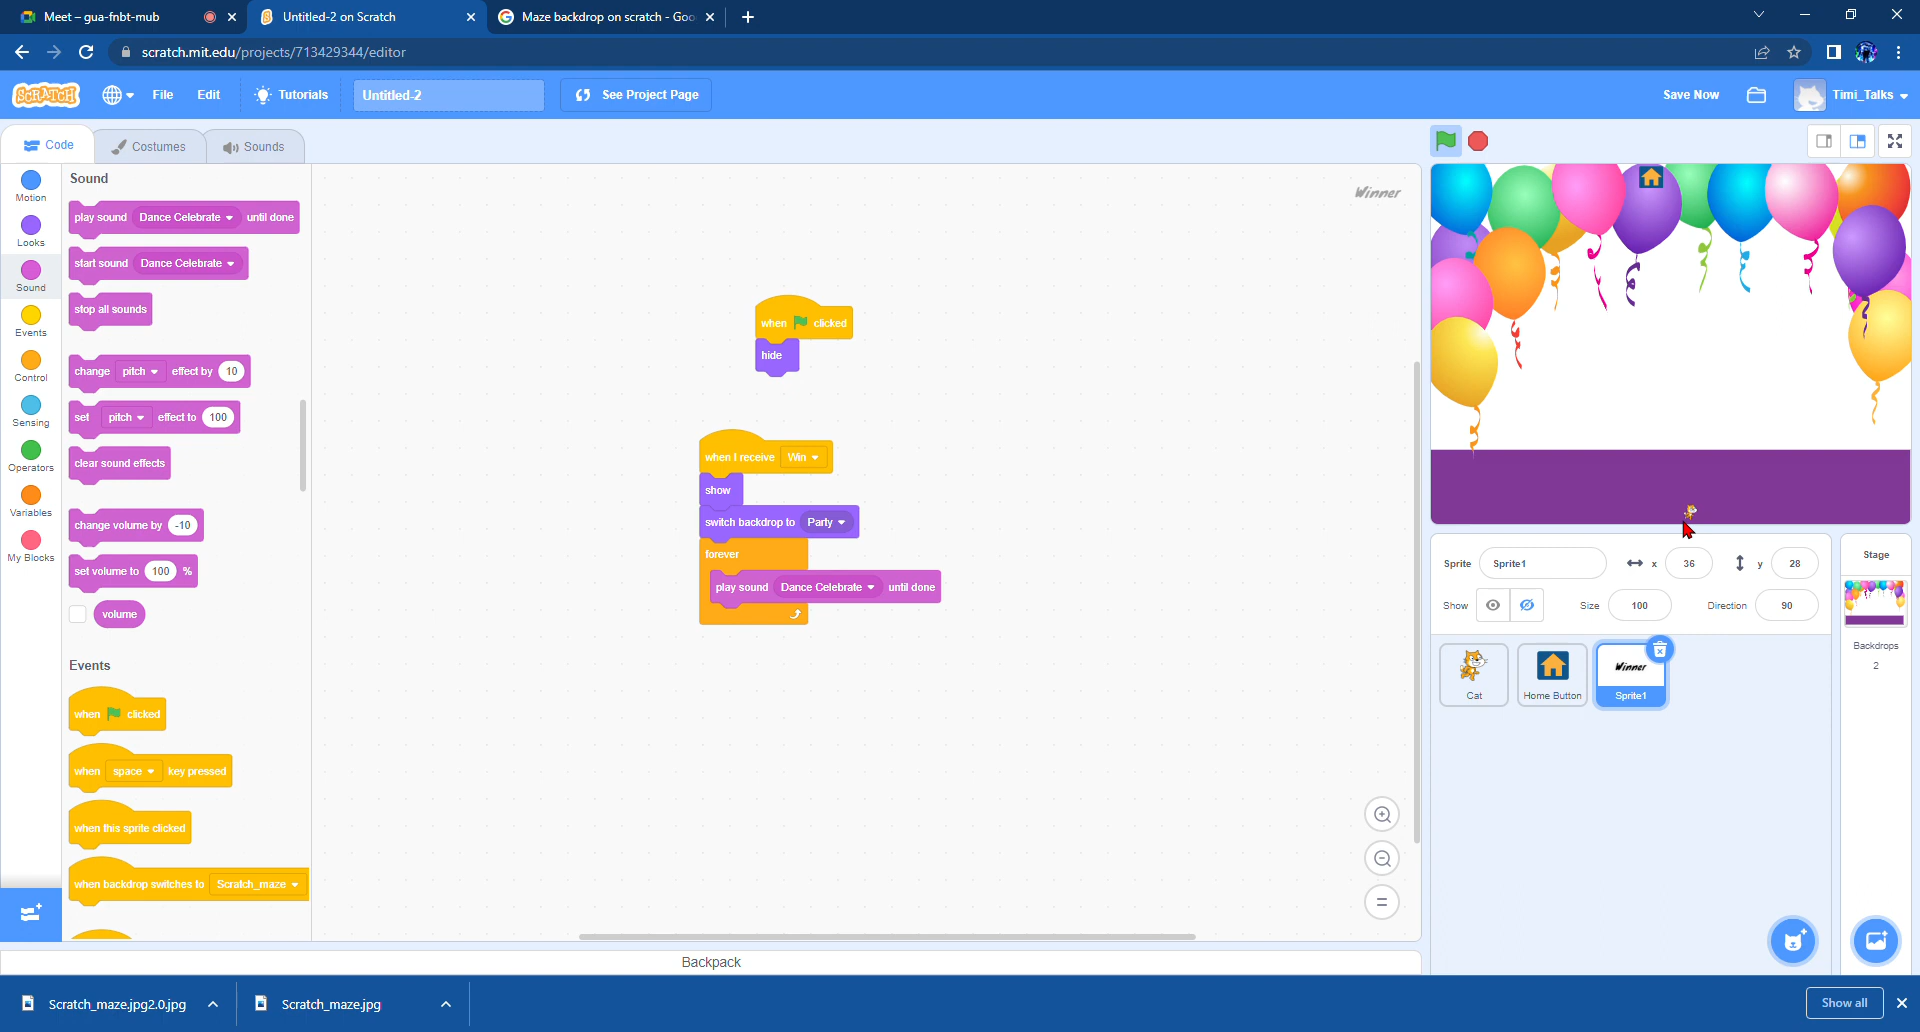 Meet – gua-fnbt-mub
Untitled-2 on Scratch
Maze backdrop on scratch - Goo
scratch.mit.edu/projects/713429344/editor
SCRATCH
File
Edit
Tutorials
Untitled-2
See Project Page
Save Now
Timi_Talks
Code
Costumes
Sounds
Motion
Looks
Sound
Events
Control
Sensing
Operators
Variables
My Blocks
Sound
play sound Dance Celebrate until done
start sound Dance Celebrate
stop all sounds
change pitch effect by 10
set pitch effect to 100
clear sound effects
change volume by -10
set volume to 100 %
volume
Events
when clicked
when space key pressed
when this sprite clicked
when backdrop switches to Scratch_maze
Winner
when clicked
hide
when I receive Win
show
switch backdrop to Party
forever
play sound Dance Celebrate until done
Backpack
Sprite Sprite1 x 36 y 28
Show Size 100 Direction 90
Cat
Home Button
Winner
Sprite1
Stage
Backdrops
2
Scratch_maze.jpg2.0.jpg
Scratch_maze.jpg
Show all